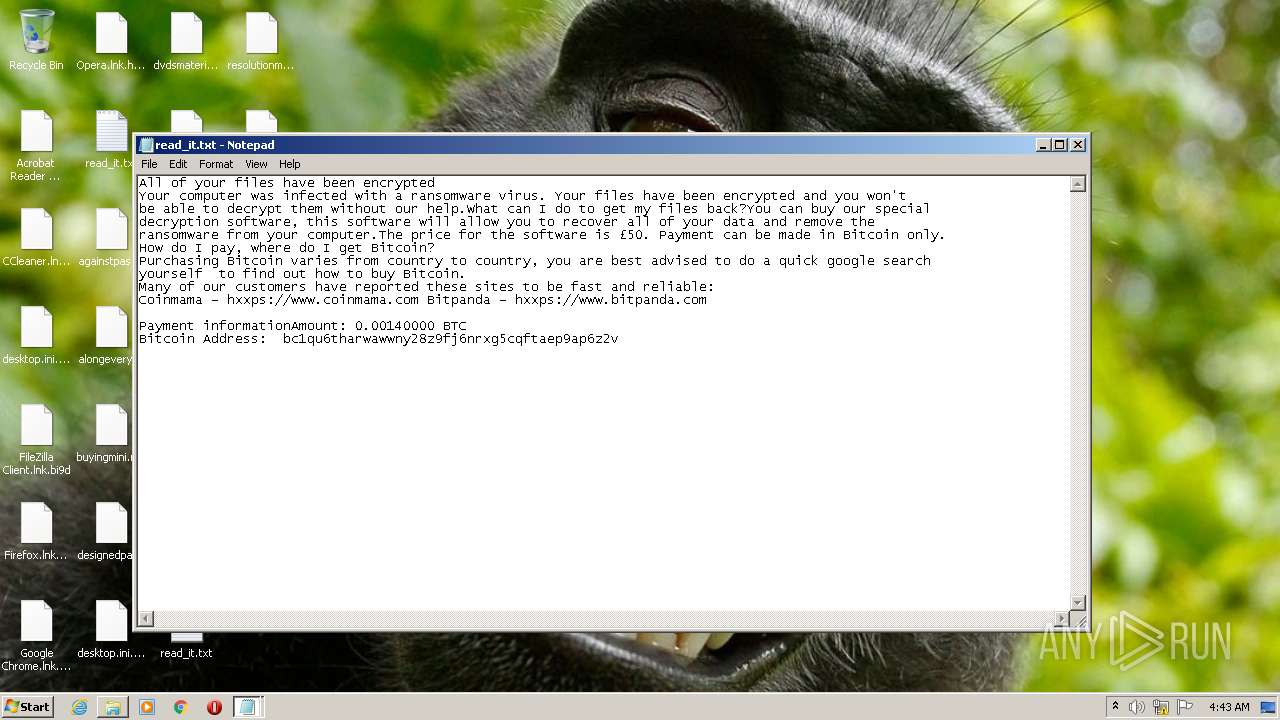 Recycle Bin
Opera.lnk.h...
dvdsmateri...
resolutionm...
Acrobat
Reader ...
read_it.tx
CCleaner.ln...
againstpas
desktop.ini....
alongevery
FileZilla
Client.lnk.bi9d
buyingmini.r
Firefox.lnk...
designedpa
Google
Chrome.lnk....
desktop.ini....
read_it.txt
read_it.txt - Notepad
File Edit Format View Help
All of your files have been encrypted
Your computer was infected with a ransomware virus. Your files have been encrypted and you won't
be able to decrypt them without our help.What can I do to get my files back?You can buy our special
decryption software, this software will allow you to recover all of your data and remove the
ransomware from your computer.The price for the software is £50. Payment can be made in Bitcoin only.
How do I pay, where do I get Bitcoin?
Purchasing Bitcoin varies from country to country, you are best advised to do a quick google search
yourself  to find out how to buy Bitcoin.
Many of our customers have reported these sites to be fast and reliable:
Coinmama - hxxps://www.coinmama.com Bitpanda - hxxps://www.bitpanda.com
Payment informationAmount: 0.00140000 BTC
Bitcoin Address:  bc1qu6tharwawwny28z9fj6nrxg5cqftaep9ap6z2v
ANY RUN
Start
4:43 AM